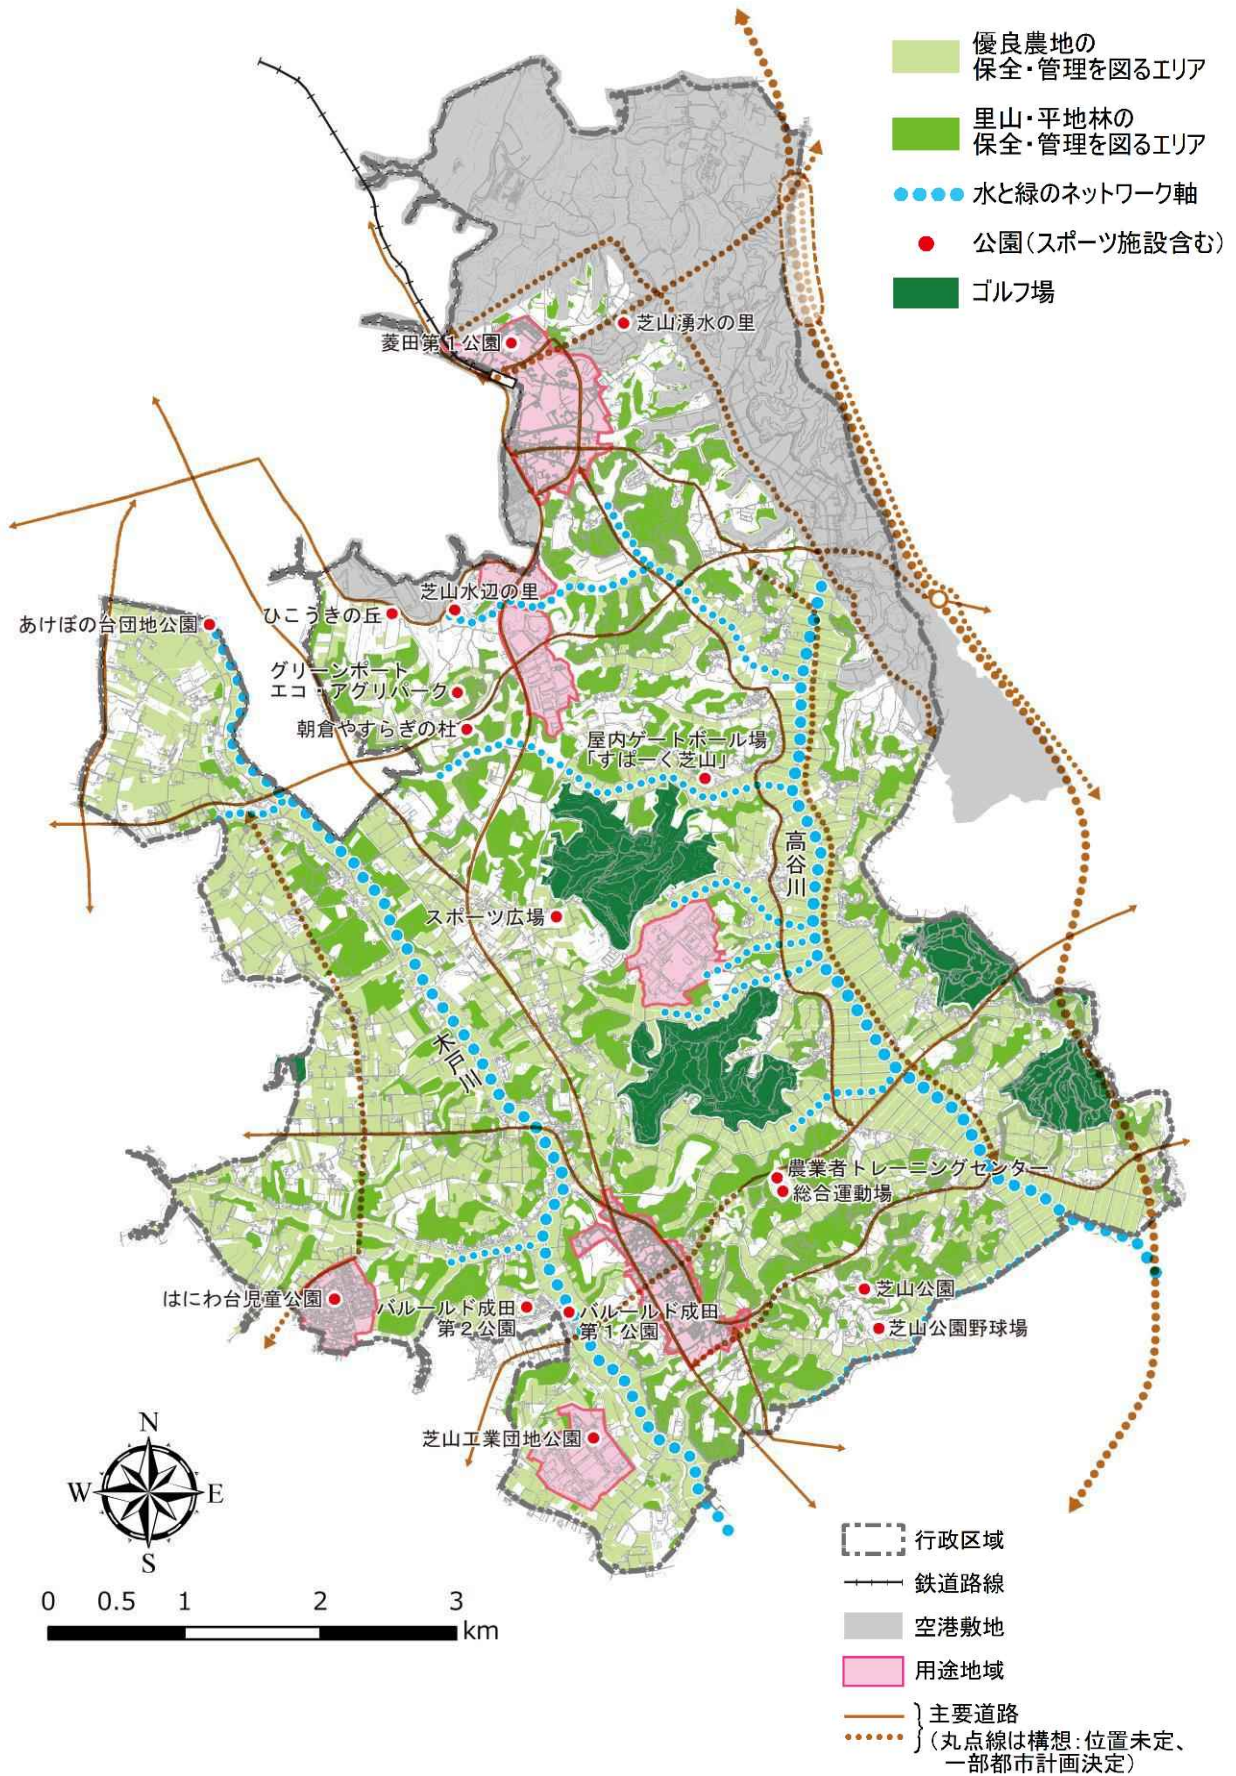 優良農地の
保全・管理を図るエリア
里山・平地林の
保全・管理を図るエリア
水と緑のネットワーク軸
公園（スポーツ施設含む）
ゴルフ場
芝山湧水の里
菱田第１公園
芝山水辺の里
ひこうきの丘
あけぼの台団地公園
グリーンポート
エコ・アグリパーク
朝倉やすらぎの杜
屋内ゲートボール場
「すぱーく芝山」
高谷川
スポーツ広場
木戸川
農業者トレーニングセンター
総合運動場
芝山公園
はにわ台児童公園
バルールド成田
第２公園
バルールド成田
第１公園
芝山公園野球場
芝山工業団地公園
N
W
E
S
0 0.5 1 2 3
km
行政区域
鉄道路線
空港敷地
用途地域
主要道路
（丸点線は構想：位置未定、
一部都市計画決定）